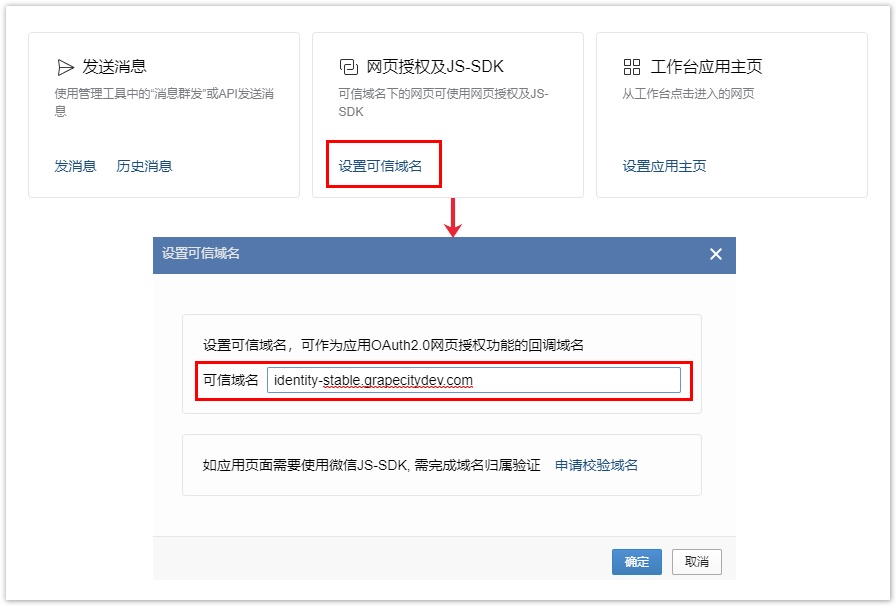 发送消息
使用管理工具中的“消息群发”或API发送消
息
发消息 历史消息
网页授权及JS-SDK
可信域名下的网页可使用网页授权及JS-
SDK
设置可信域名
工作台应用主页
从工作台点击进入的网页
设置应用主页
设置可信域名
设置可信域名，可作为应用OAuth2.0网页授权功能的回调域名
可信域名 identity-stable.grapecitydev.com
如应用页面需要使用微信JS-SDK, 需完成域名归属验证 申请校验域名
确定 取消